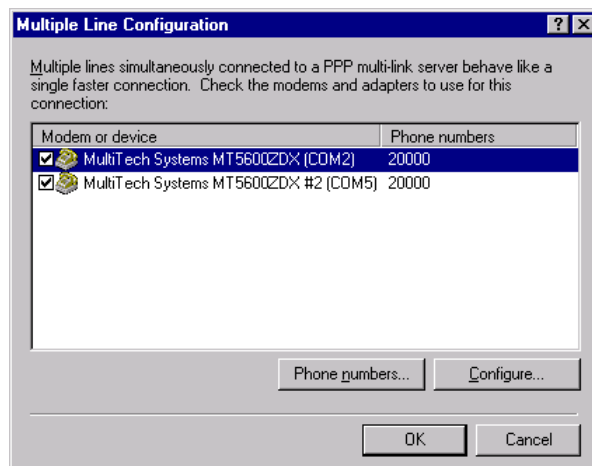 Multiple Line Configuration
Multiple lines simultaneously connected to a PPP multi-link server behave like a
single faster connection. Check the modems and adapters to use for this
connection:
Modem or device Phone numbers
MultiTech Systems MT5600ZDX (COM2) 20000
MultiTech Systems MT5600ZDX #2 (COM5) 20000
Phone numbers... Configure...
OK Cancel